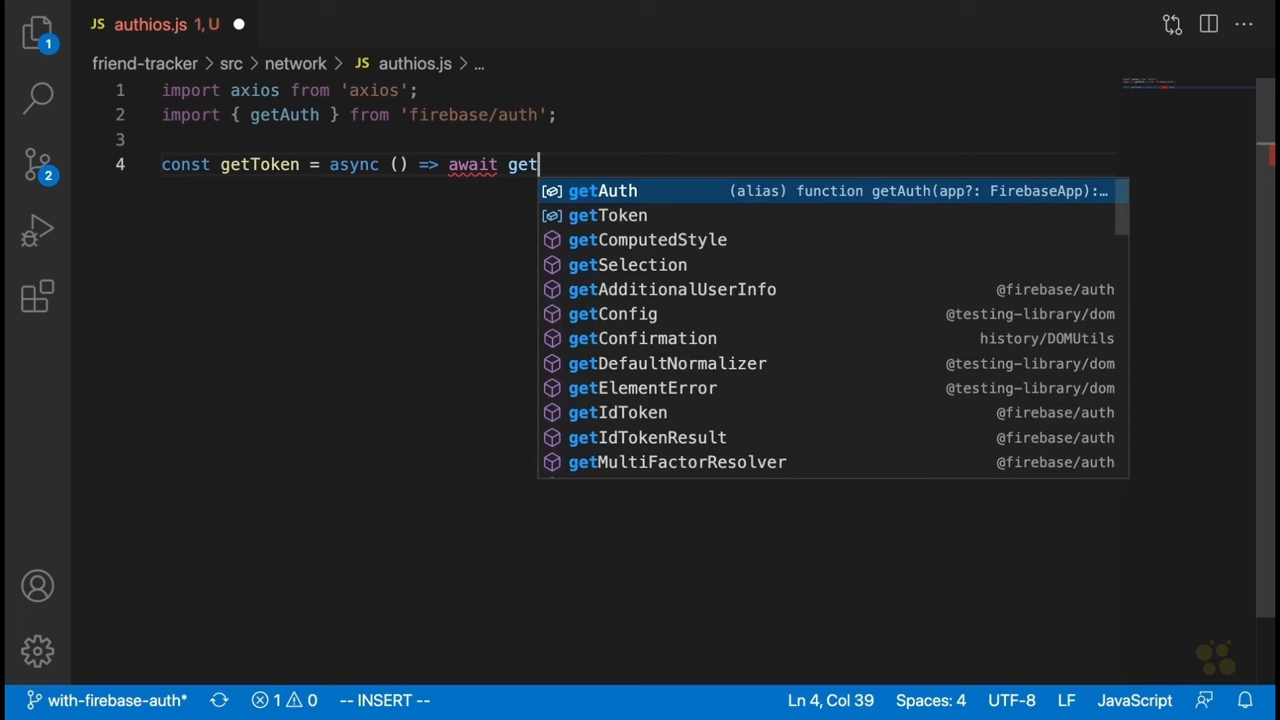 JS authios.js 1, U
friend-tracker > src > network > JS authios.js > ...
1 import axios from 'axios';
2 import { getAuth } from 'firebase/auth';
3
4 const getToken = async () => await get
getAuth (alias) function getAuth(app?: FirebaseApp):…
getToken
getComputedStyle
getSelection
getAdditionalUserInfo @firebase/auth
getConfig @testing-library/dom
getConfirmation history/DOMUtils
getDefaultNormalizer @testing-library/dom
getElementError @testing-library/dom
getIdToken @firebase/auth
getIdTokenResult @firebase/auth
getMultiFactorResolver @firebase/auth
1
2
with-firebase-auth* 1 0 -- INSERT -- Ln 4, Col 39 Spaces: 4 UTF-8 LF JavaScript